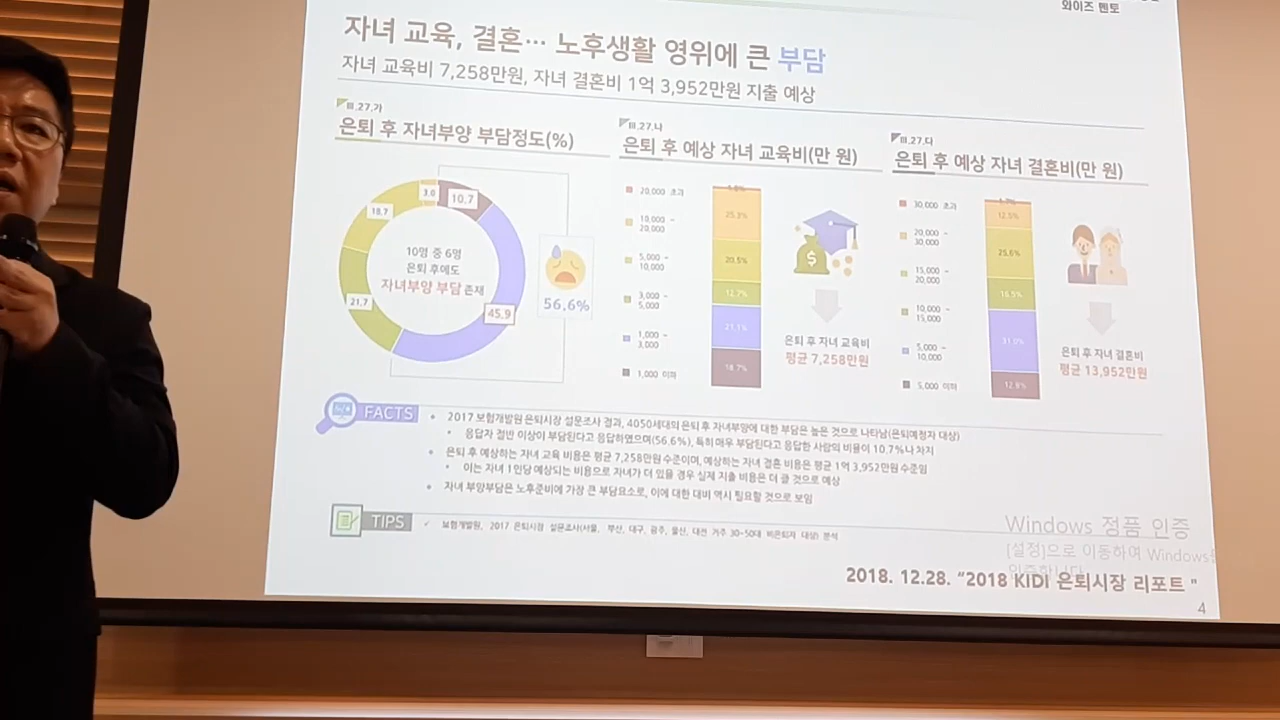 와이즈 멘토
자녀 교육, 결혼… 노후생활 영위에 큰 부담
자녀 교육비 7,258만원, 자녀 결혼비 1억 3,952만원 지출 예상
Ⅲ.27.가
은퇴 후 자녀부양 부담정도(%)
3.0
10.7
18.7
21.7
45.9
10명 중 6명
은퇴 후에도
자녀부양 부담 존재
56.6%
Ⅲ.27.나
은퇴 후 예상 자녀 교육비(만 원)
20,000 초과
10,000 ~
20,000
5,000 ~
10,000
3,000 ~
5,000
1,000 ~
3,000
1,000 이하
25.3%
20.5%
12.7%
21.1%
18.7%
$
은퇴 후 자녀 교육비
평균 7,258만원
Ⅲ.27.다
은퇴 후 예상 자녀 결혼비(만 원)
30,000 초과
20,000 ~
30,000
15,000 ~
20,000
10,000 ~
15,000
5,000 ~
10,000
5,000 이하
12.5%
25.6%
16.5%
31.0%
12.8%
은퇴 후 자녀 결혼비
평균 13,952만원
FACTS
• 2017 보험개발원 은퇴시장 설문조사 결과, 4050세대의 은퇴 후 자녀부양에 대한 부담은 높은 것으로 나타남(은퇴예정자 대상)
• 응답자 절반 이상이 부담된다고 응답하였으며(56.6%), 특히 매우 부담된다고 응답한 사람의 비율이 10.7%나 차지
• 은퇴 후 예상하는 자녀 교육 비용은 평균 7,258만원 수준이며, 예상하는 자녀 결혼 비용은 평균 1억 3,952만원 수준임
• 이는 자녀 1인당 예상되는 비용으로 자녀가 더 있을 경우 실제 지출 비용은 더 클 것으로 예상
• 자녀 부양부담은 노후준비에 가장 큰 부담요소로, 이에 대한 대비 역시 필요할 것으로 보임
TIPS
✓ 보험개발원, 2017 은퇴시장 설문조사(서울, 부산, 대구, 광주, 울산, 대전 거주 30~50대 비은퇴자 대상) 분석
Windows 정품 인증
[설정]으로 이동하여 Windows를
인증합니다.
2018. 12.28. "2018 KIDI 은퇴시장 리포트"
4